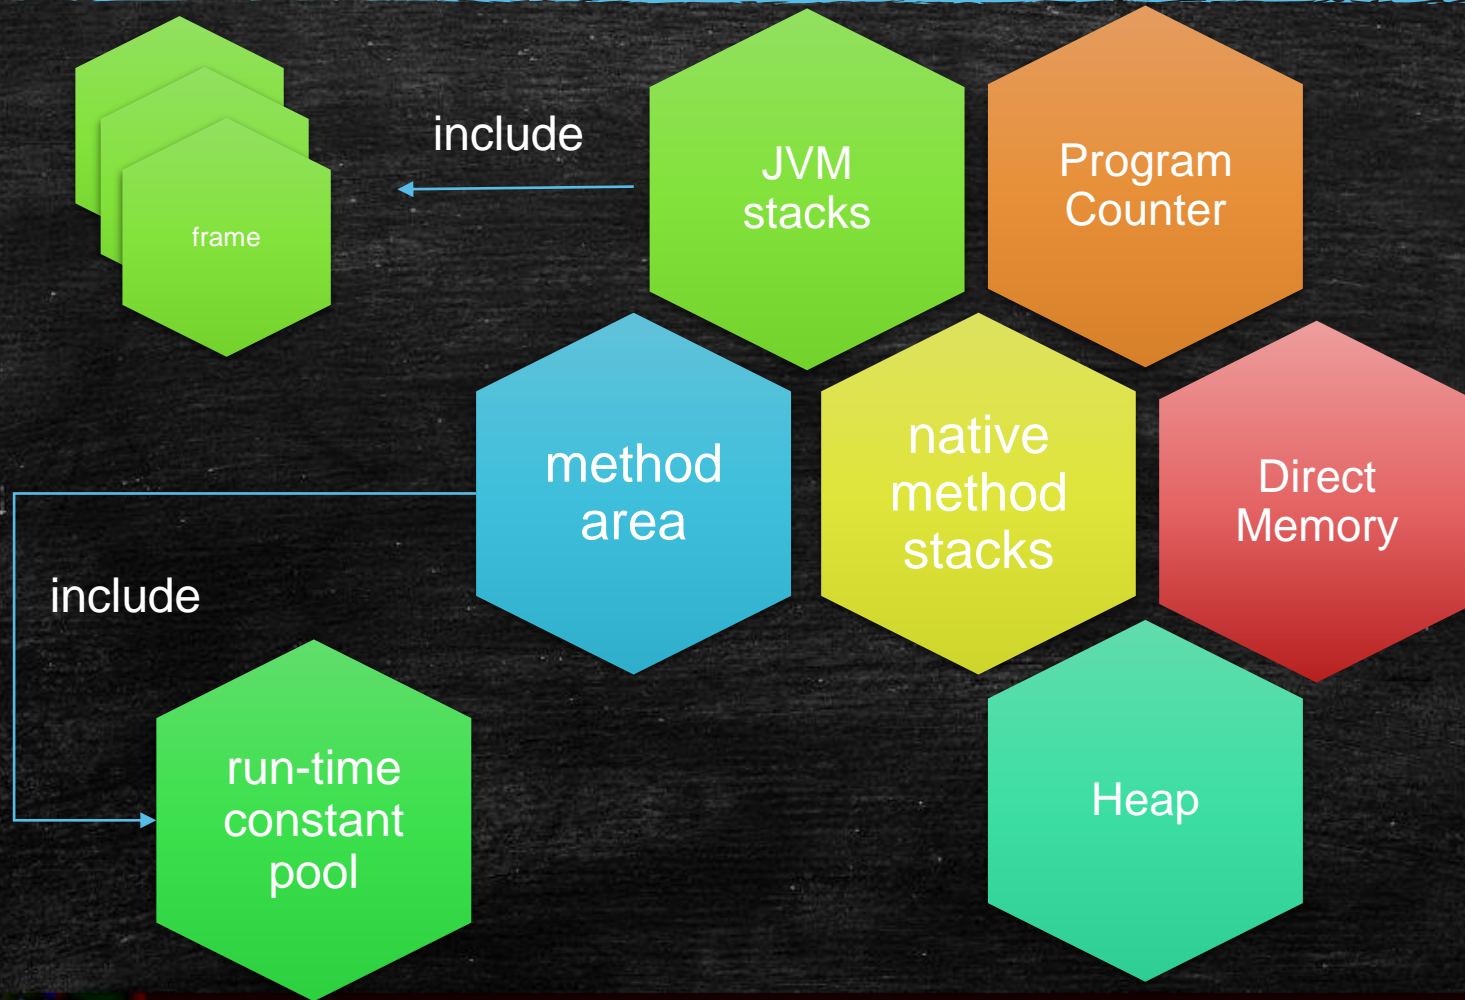 include
JVM
stacks
Program
Counter
frame
method
area
native
method
stacks
Direct
Memory
include
run-time
constant
pool
Heap